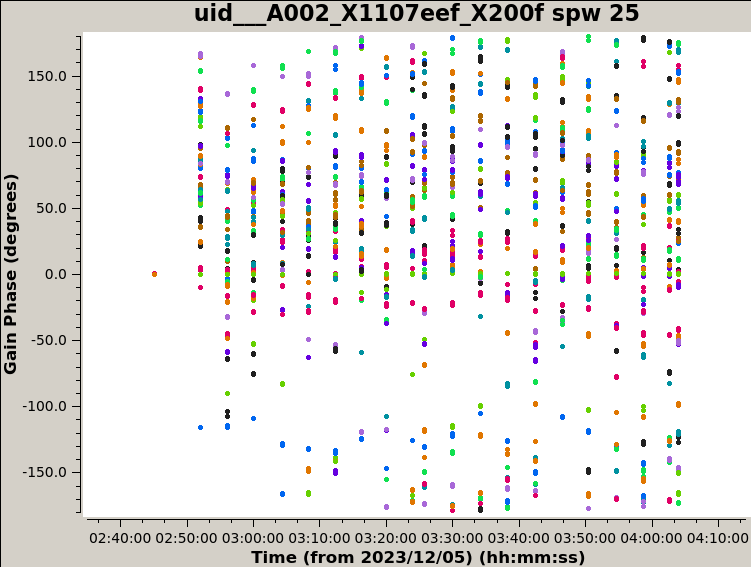 uid___A002_X1107eef_X200f spw 25
150.0
100.0
50.0
0.0
-50.0
-100.0
-150.0
Gain Phase (degrees)
02:40:00 02:50:00 03:00:00 03:10:00 03:20:00 03:30:00 03:40:00 03:50:00 04:00:00 04:10:00
Time (from 2023/12/05) (hh:mm:ss)